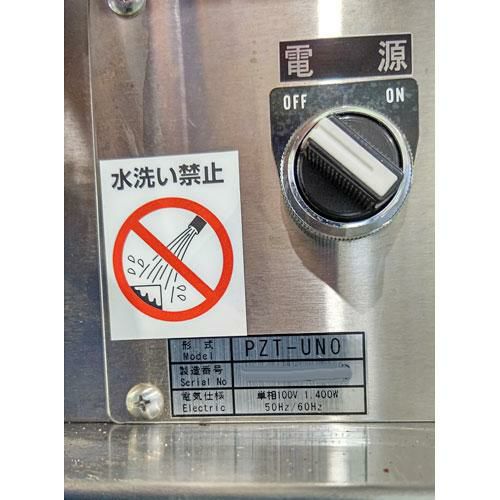 電源
OFF ON
水洗い禁止
形式 PZT-UNO
Model
製造番号
Serial No
電気仕様 単相100V 1,400W
Electric 50Hz/60Hz